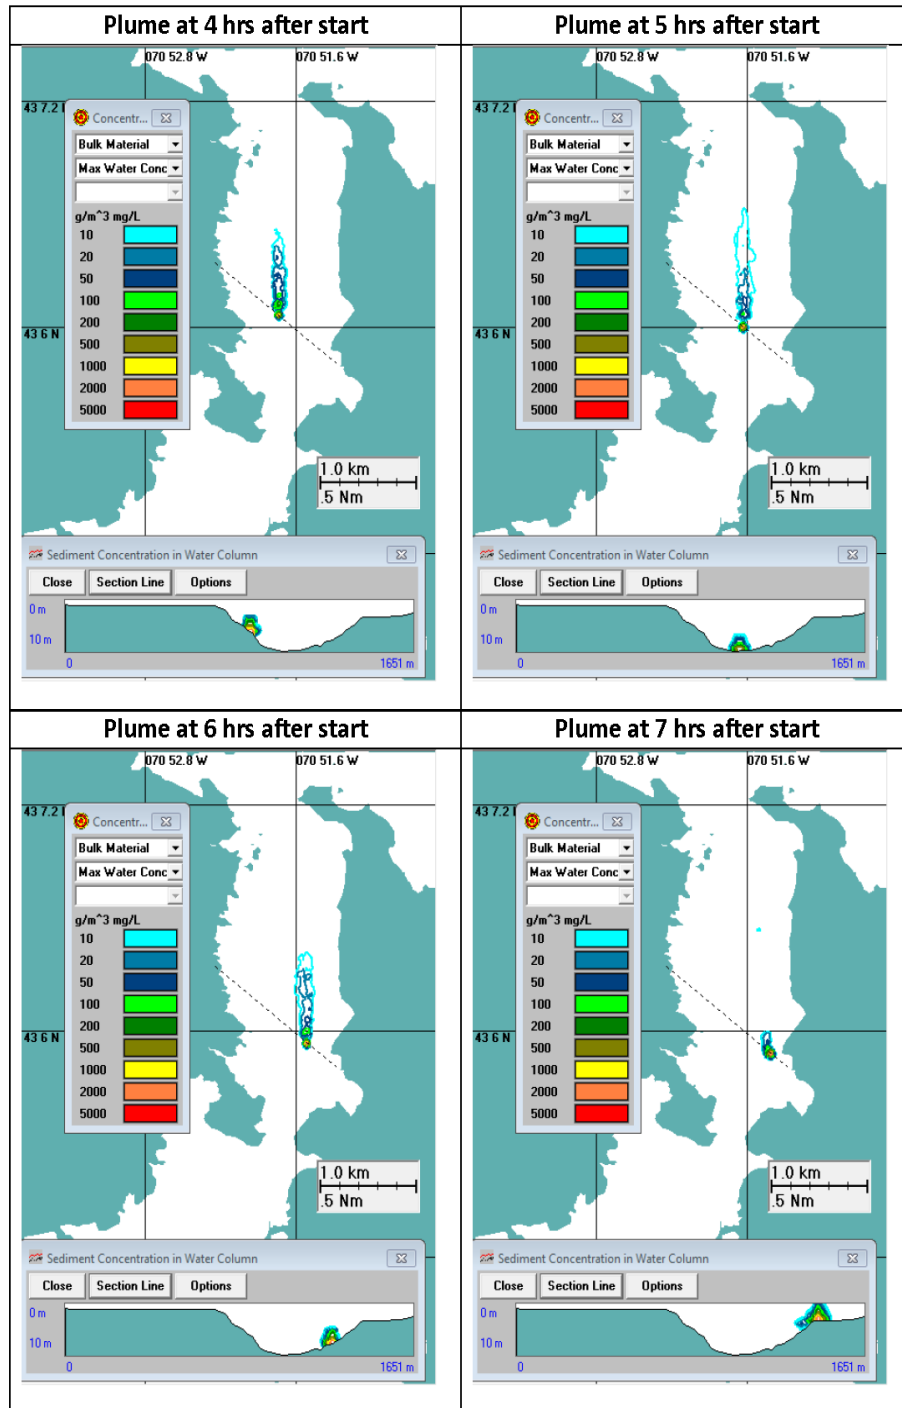 Plume at 4 hrs after start
070 52.8 W
070 51.6 W
43 7.2
Concentr...
Bulk Material
Max Water Conc
g/m^3 mg/L
10
20
50
100
200
500
1000
2000
5000
43 6 N
1.0 km
.5 Nm
Sediment Concentration in Water Column
Close
Section Line
Options
0 m
10 m
0
1651 m
Plume at 5 hrs after start
070 52.8 W
070 51.6 W
43 7.2
Concentr...
Bulk Material
Max Water Conc
g/m^3 mg/L
10
20
50
100
200
500
1000
2000
5000
43 6 N
1.0 km
.5 Nm
Sediment Concentration in Water Column
Close
Section Line
Options
0 m
10 m
0
1651 m
Plume at 6 hrs after start
070 52.8 W
070 51.6 W
43 7.2
Concentr...
Bulk Material
Max Water Conc
g/m^3 mg/L
10
20
50
100
200
500
1000
2000
5000
43 6 N
1.0 km
.5 Nm
Sediment Concentration in Water Column
Close
Section Line
Options
0 m
10 m
0
1651 m
Plume at 7 hrs after start
070 52.8 W
070 51.6 W
43 7.2
Concentr...
Bulk Material
Max Water Conc
g/m^3 mg/L
10
20
50
100
200
500
1000
2000
5000
43 6 N
1.0 km
.5 Nm
Sediment Concentration in Water Column
Close
Section Line
Options
0 m
10 m
0
1651 m